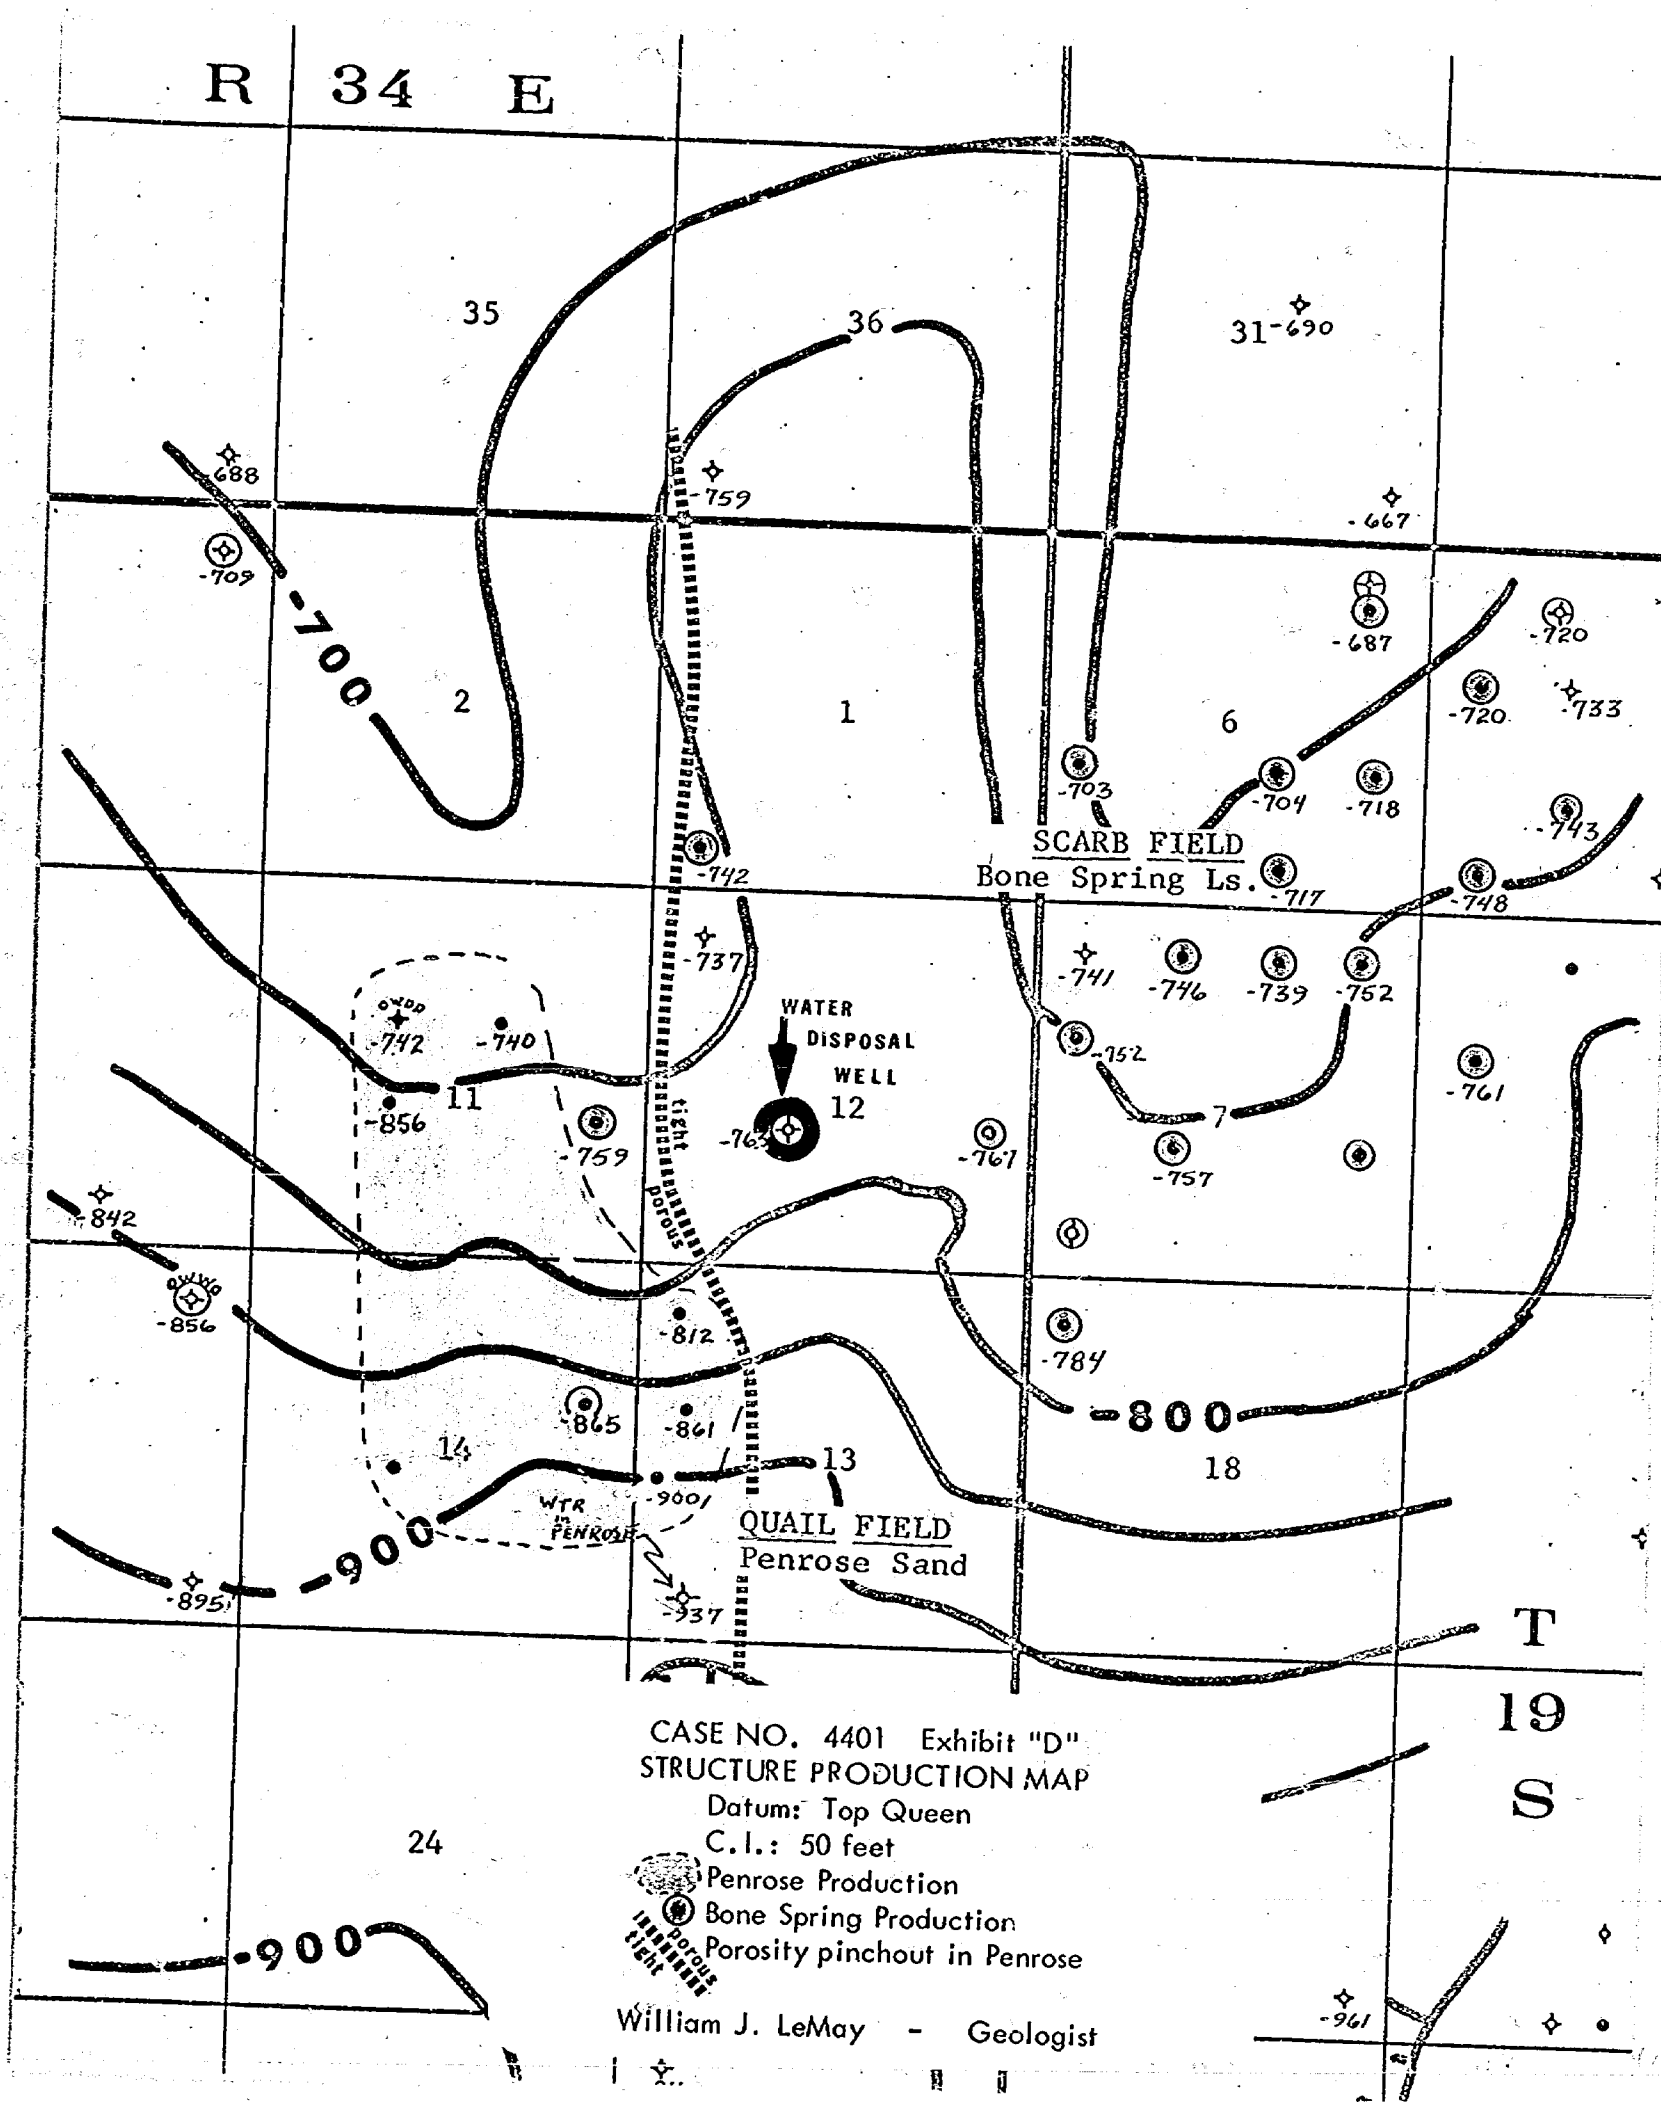 R 34 E
35
36
31
-690
-688
-759
-667
-709
-700
-687
-720
2
1
6
-720
-733
-703
-704
-718
-743
SCARB FIELD
-742
Bone Spring Ls.
-717
-748
-737
-741
-746
-739
-752
OWDD
-742
-740
WATER
DISPOSAL
WELL
-752
-761
11
12
7
-856
tight
-763
-759
-767
-757
porous
-842
OWWO
-856
-812
-784
-800
-865
-861
14
13
18
-900
-900
WTR
in
PENROSE
QUAIL FIELD
Penrose Sand
-895
-937
T
19
S
CASE NO. 4401 Exhibit "D"
STRUCTURE PRODUCTION MAP
Datum: Top Queen
C.I.: 50 feet
24
Penrose Production
Bone Spring Production
porous
tight
Porosity pinchout in Penrose
-900
William J. LeMay - Geologist
-961